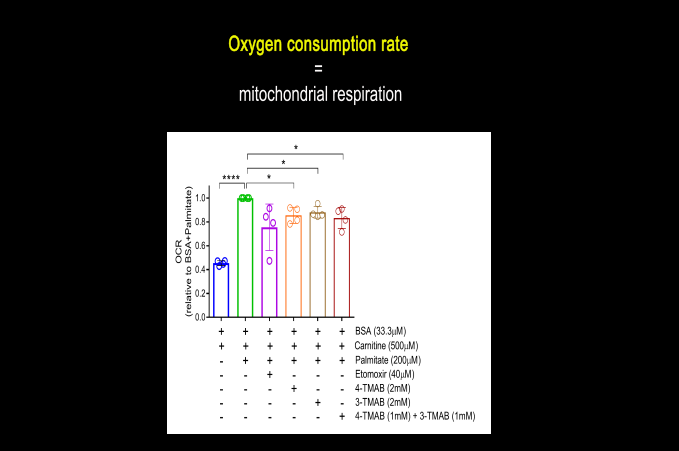 Oxygen consumption rate
=
mitochondrial respiration
*
*
**** *
OCR
(relative to BSA+Palmitate)
1.0
0.8
0.6
0.4
0.2
0.0
+ + + + + + BSA (33.3µM)
+ + + + + + Carnitine (500µM)
- + + + + + Palmitate (200µM)
- - + - - - Etomoxir (40µM)
- - - + - - 4-TMAB (2mM)
- - - - + - 3-TMAB (2mM)
- - - - - + 4-TMAB (1mM) + 3-TMAB (1mM)